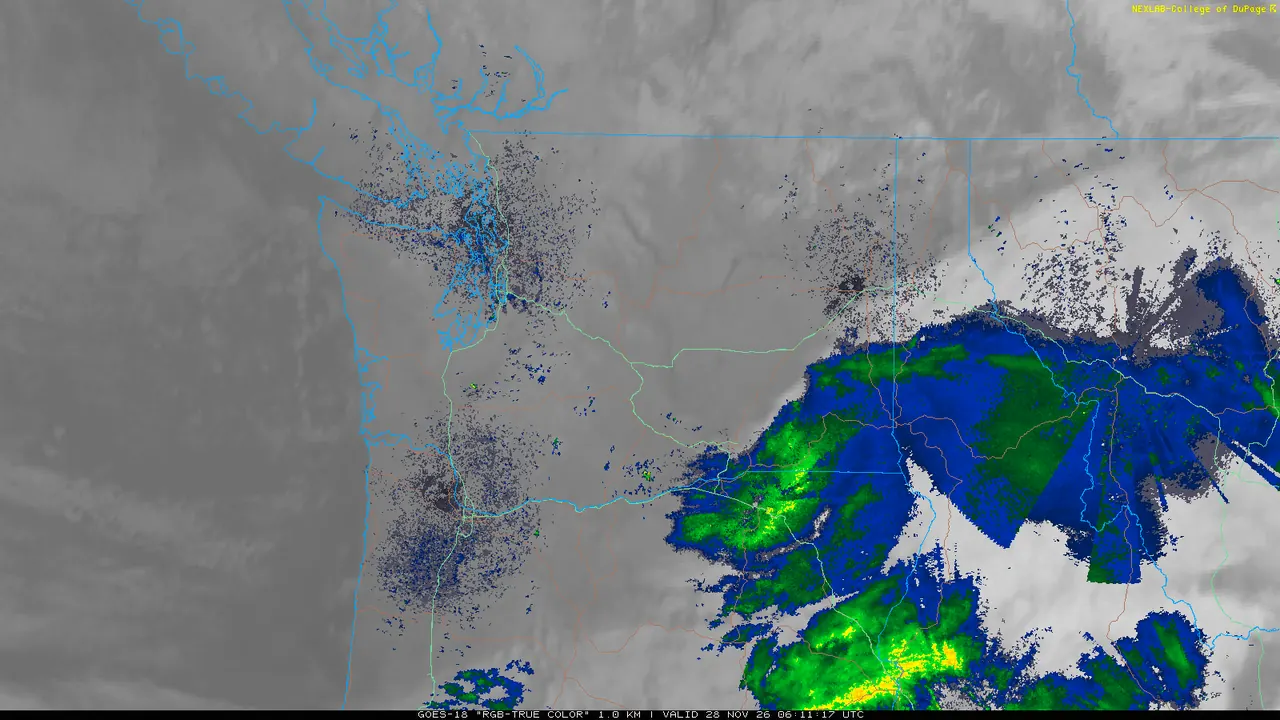 NEXLAB-College of DuPage
GOES-18 "RGB-TRUE COLOR" 1.0 KM | VALID 28 NOV 26 06:11:17 UTC